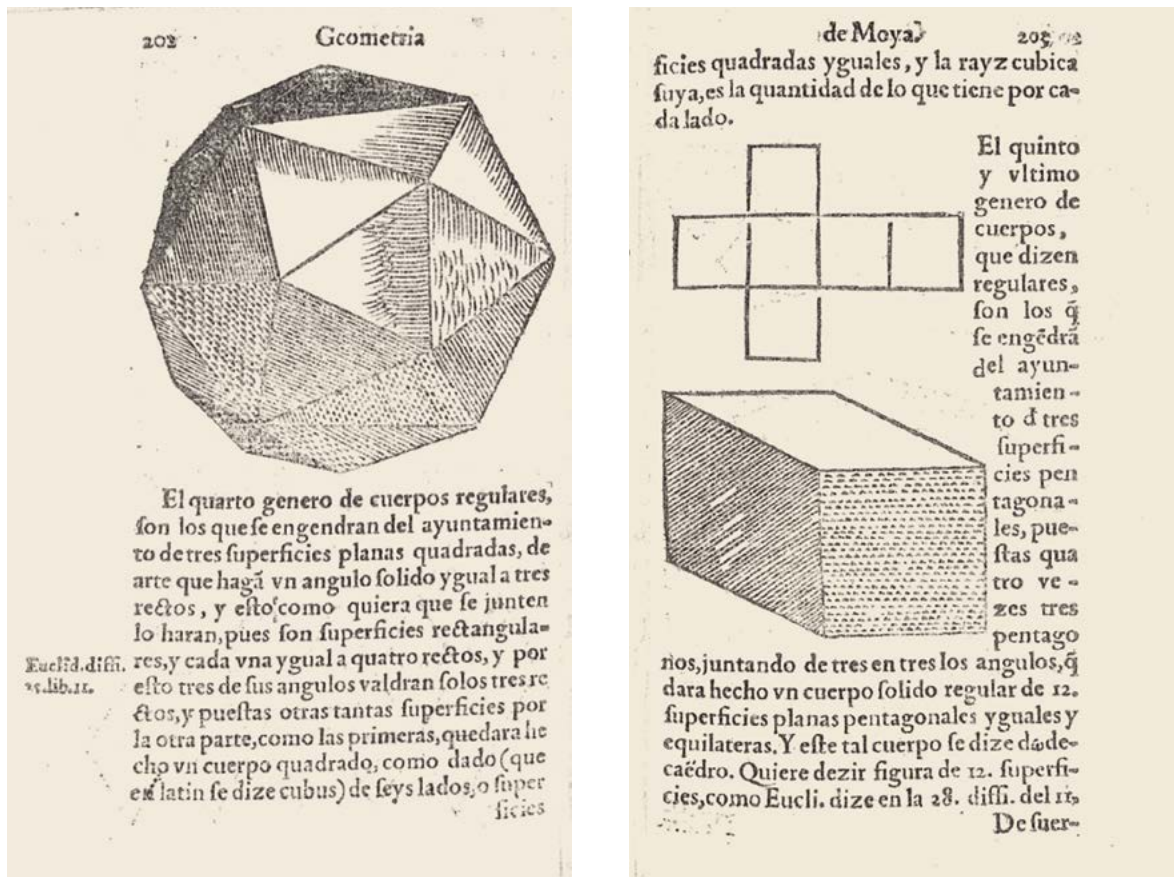 202 Geometria
El quarto genero de cuerpos regulares,
son los que se engendran del ayuntamien-
to de tres superficies planas quadradas, de
arte que hagã vn angulo solido ygual a tres
rectos, y esto como quiera que se junten
lo haran, pues son superficies rectangula-
Euclid. diffi. res, y cada vna ygual a quatro rectos, y por
25. lib. 11. esto tres de sus angulos valdran solos tres re
ctos, y puestas otras tantas superficies por
la otra parte, como las primeras, quedara he
cho vn cuerpo quadrado, como dado (que
en latin se dize cubus) de seys lados, o super
ficies
de Moya. 203
ficies quadradas yguales, y la rayz cubica
suya, es la quantidad de lo que tiene por ca-
da lado.
El quinto
y vltimo
genero de
cuerpos,
que dizen
regulares,
son los q̃
se engẽdrã
del ayun-
tamien-
to d̃ tres
superfi-
cies pen
tagona-
les, pue-
stas qua
tro ve-
zes tres
pentago
nos, juntando de tres en tres los angulos, q̃
dara hecho vn cuerpo solido regular de 12.
superficies planas pentagonales yguales y
equilateras. Y este tal cuerpo se dize dode-
caëdro. Quiere dezir figura de 12. superfi-
cies, como Eucli. dize en la 28. diffi. del 11,
De suer-